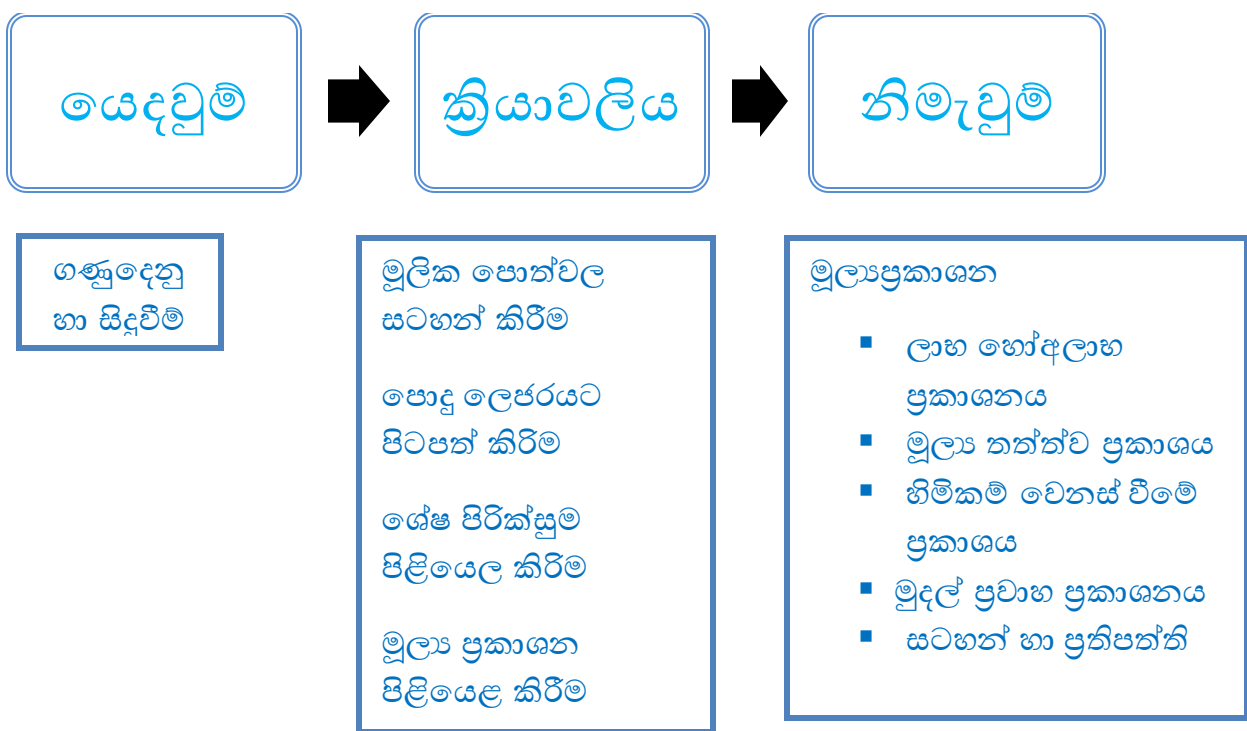 යෙදවුම්
ක්‍රියාවලිය
නිමැවුම්
ගණුදෙනු
හා සිදුවීම්
මූලික පොත්වල
සටහන් කිරීම
පොදු ලෙජරයට
පිටපත් කිරිම
ශේෂ පිරික්සුම
පිළියෙල කිරිම
මූල්‍ය ප්‍රකාශන
පිළියෙළ කිරීම
මූල්‍යප්‍රකාශන
▪ ලාභ හෝඅලාභ
ප්‍රකාශනය
▪ මූල්‍ය තත්ත්ව ප්‍රකාශය
▪ හිමිකම් වෙනස් වීමේ
ප්‍රකාශය
▪ මුදල් ප්‍රවාහ ප්‍රකාශනය
▪ සටහන් හා ප්‍රතිපත්ති